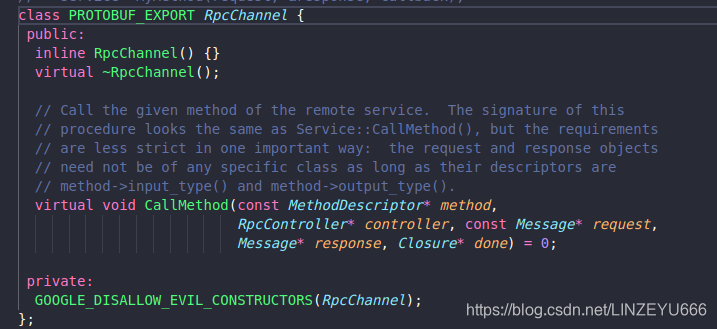 class PROTOBUF_EXPORT RpcChannel {
 public:
  inline RpcChannel() {}
  virtual ~RpcChannel();

  // Call the given method of the remote service.  The signature of this
  // procedure looks the same as Service::CallMethod(), but the requirements
  // are less strict in one important way:  the request and response objects
  // need not be of any specific class as long as their descriptors are
  // method->input_type() and method->output_type().
  virtual void CallMethod(const MethodDescriptor* method,
                          RpcController* controller, const Message* request,
                          Message* response, Closure* done) = 0;

 private:
  GOOGLE_DISALLOW_EVIL_CONSTRUCTORS(RpcChannel);
};
https://blog.csdn.net/LINZEYU666